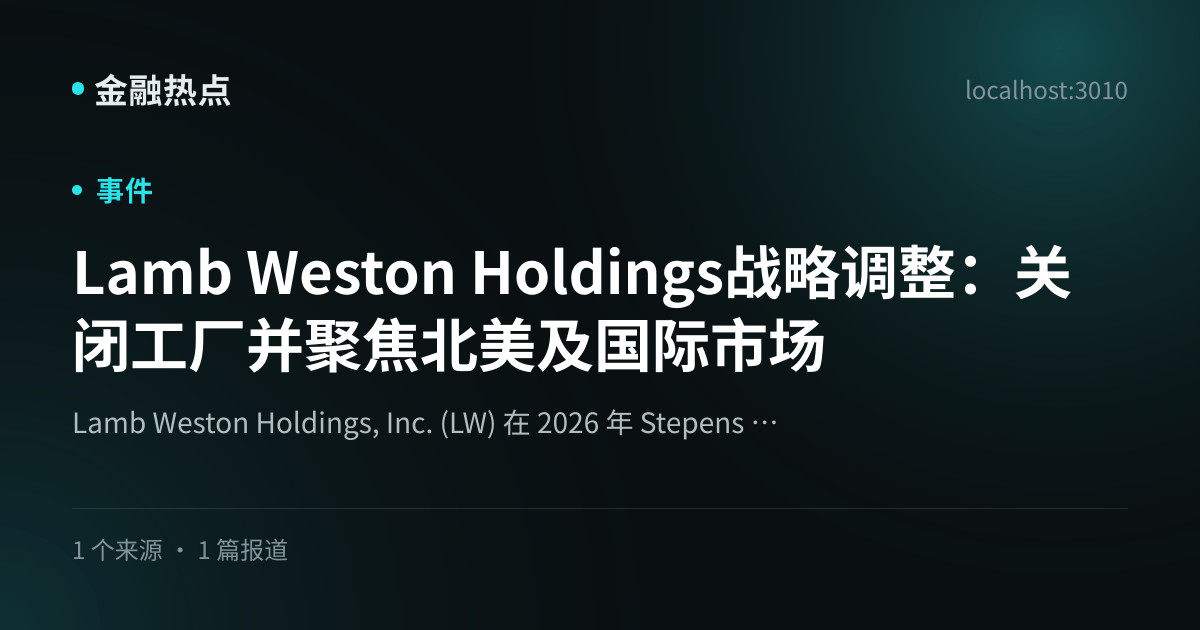 金融热点
localhost:3010
事件
Lamb Weston Holdings战略调整：关
闭工厂并聚焦北美及国际市场
Lamb Weston Holdings, Inc. (LW) 在 2026 年 Stepens …
1 个来源 · 1 篇报道